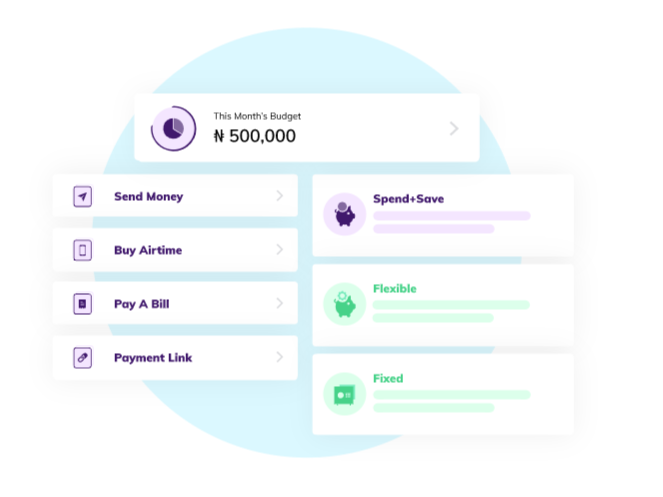 This Month's Budget
₦ 500,000
Send Money
Buy Airtime
Pay A Bill
Payment Link
Spend+Save
Flexible
Fixed